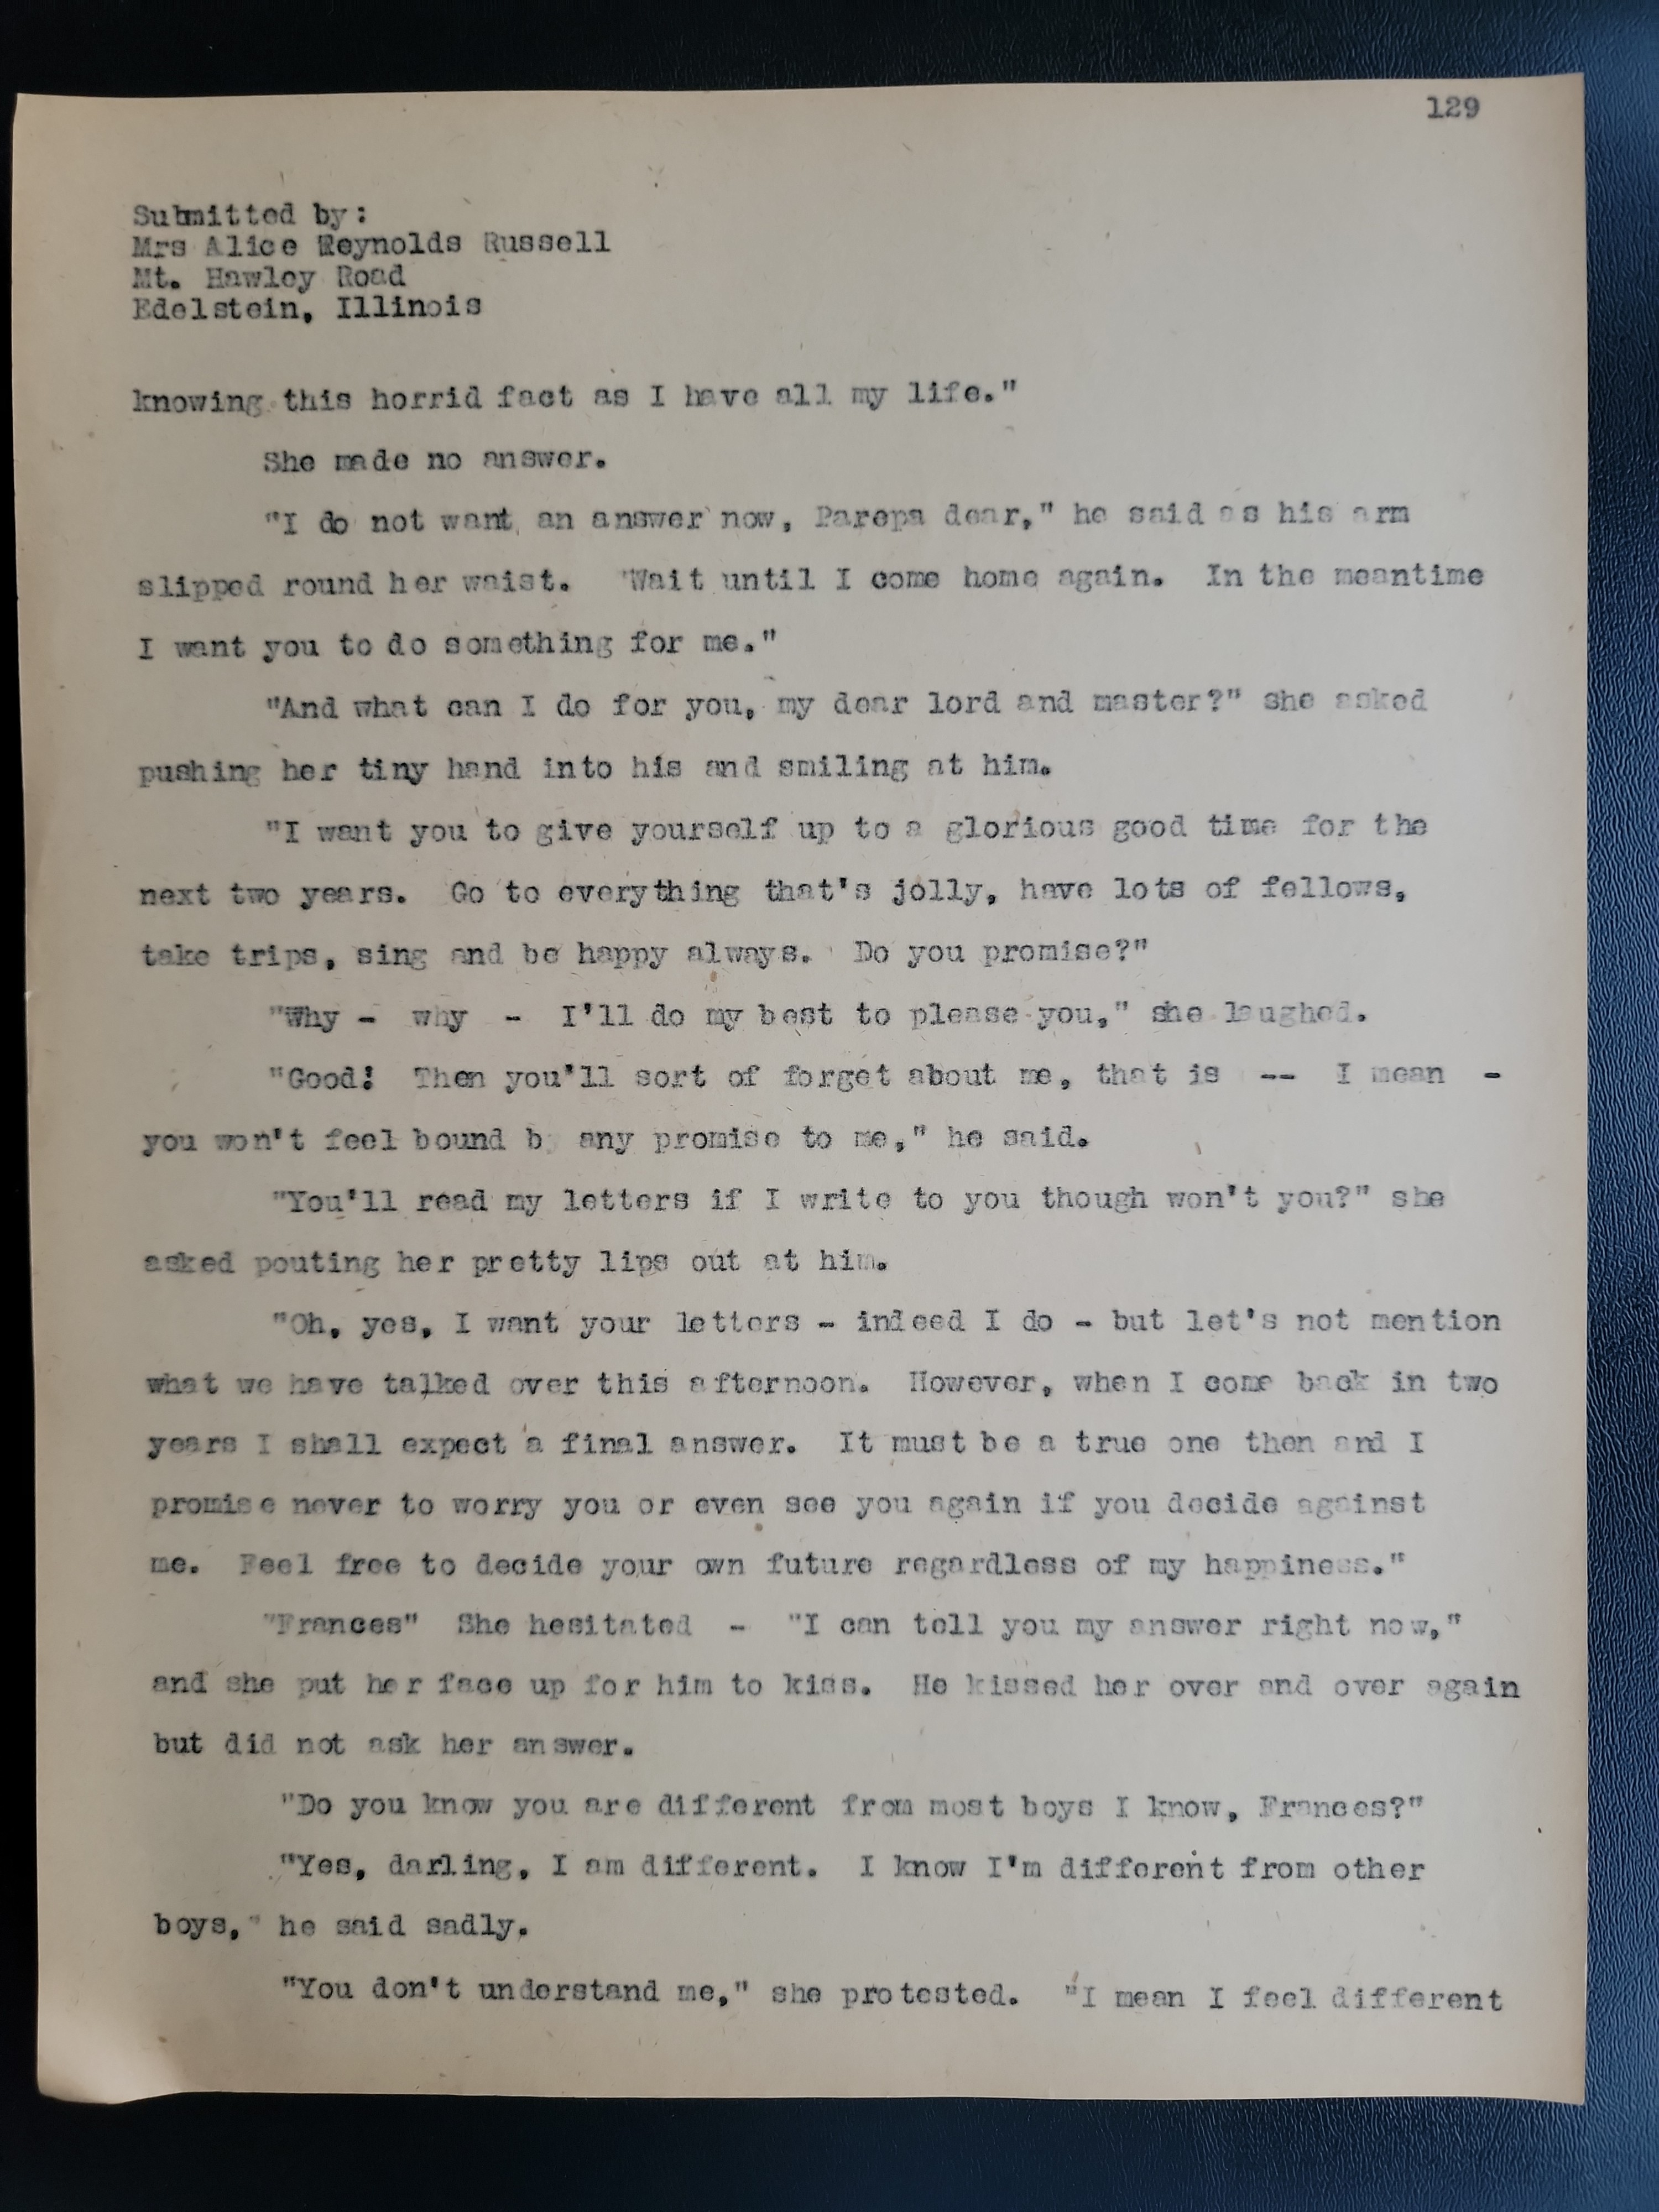 129
Submitted by:
Mrs Alice Reynolds Russell
Mt. Hawley Road
Edelstein, Illinois
knowing this horrid fact as I have all my life."
She made no answer.
"I do not want an answer now, Parepa dear," he said as his arm
slipped round her waist. "Wait until I come home again. In the meantime
I want you to do something for me."
"And what can I do for you, my dear lord and master?" she asked
pushing her tiny hand into his and smiling at him.
"I want you to give yourself up to a glorious good time for the
next two years. Go to everything that's jolly, have lots of fellows,
take trips, sing and be happy always. Do you promise?"
"Why - why - I'll do my best to please you," she laughed.
"Good! Then you'll sort of forget about me, that is -- I mean -
you won't feel bound by any promise to me," he said.
"You'll read my letters if I write to you though won't you?" she
asked pouting her pretty lips out at him.
"Oh, yes, I want your letters - indeed I do - but let's not mention
what we have talked over this afternoon. However, when I come back in two
years I shall expect a final answer. It must be a true one then and I
promise never to worry you or even see you again if you decide against
me. Feel free to decide your own future regardless of my happiness."
"Frances" She hesitated - "I can tell you my answer right now,"
and she put her face up for him to kiss. He kissed her over and over again
but did not ask her answer.
"Do you know you are different from most boys I know, Frances?"
"Yes, darling, I am different. I know I'm different from other
boys," he said sadly.
"You don't understand me," she protested. "I mean I feel different